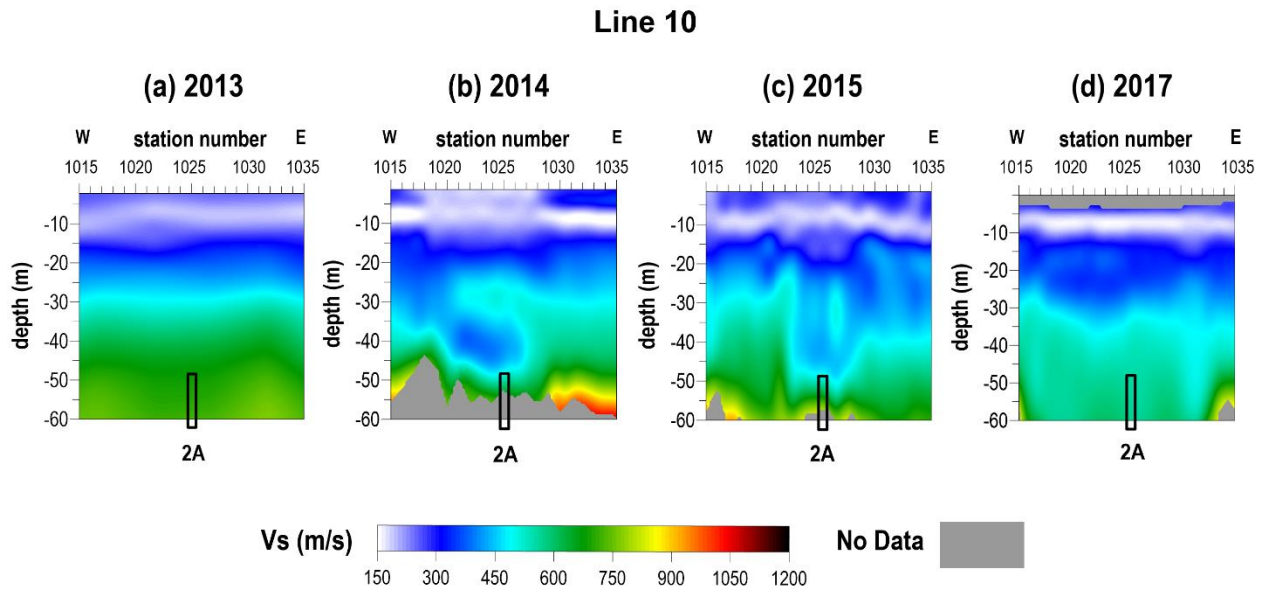 Line 10
(a) 2013
(b) 2014
(c) 2015
(d) 2017
W station number E
1015 1020 1025 1030 1035
W station number E
1015 1020 1025 1030 1035
W station number E
1015 1020 1025 1030 1035
W station number E
1015 1020 1025 1030 1035
depth (m)
-10
-20
-30
-40
-50
-60
2A
depth (m)
-10
-20
-30
-40
-50
-60
2A
depth (m)
-10
-20
-30
-40
-50
-60
2A
depth (m)
-10
-20
-30
-40
-50
-60
2A
Vs (m/s)
150 300 450 600 750 900 1050 1200
No Data